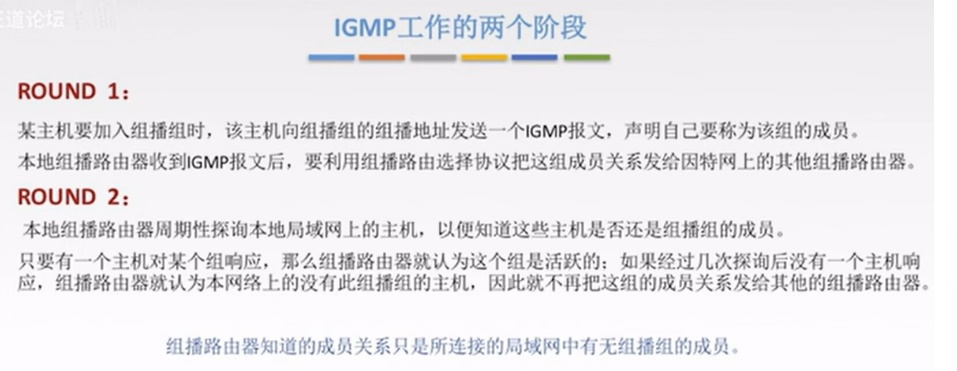 王道论坛
IGMP工作的两个阶段
ROUND 1：
某主机要加入组播组时，该主机向组播组的组播地址发送一个IGMP报文，声明自己要称为该组的成员。
本地组播路由器收到IGMP报文后，要利用组播路由选择协议把这组成员关系发给因特网上的其他组播路由器。
ROUND 2：
本地组播路由器周期性探询本地局域网上的主机，以便知道这些主机是否还是组播组的成员。
只要有一个主机对某个组响应，那么组播路由器就认为这个组是活跃的；如果经过几次探询后没有一个主机响
应，组播路由器就认为本网络上的没有此组播组的主机，因此就不再把这组的成员关系发给其他的组播路由器。
组播路由器知道的成员关系只是所连接的局域网中有无组播组的成员。